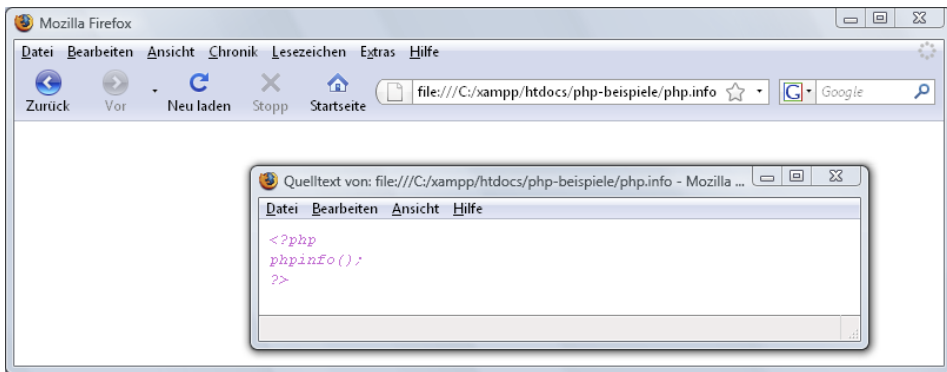 Mozilla Firefox
Datei Bearbeiten Ansicht Chronik Lesezeichen Extras Hilfe
Zurück Vor Neu laden Stopp Startseite file:///C:/xampp/htdocs/php-beispiele/php.info G Google
Quelltext von: file:///C:/xampp/htdocs/php-beispiele/php.info - Mozilla ...
Datei Bearbeiten Ansicht Hilfe
<?php
phpinfo();
?>